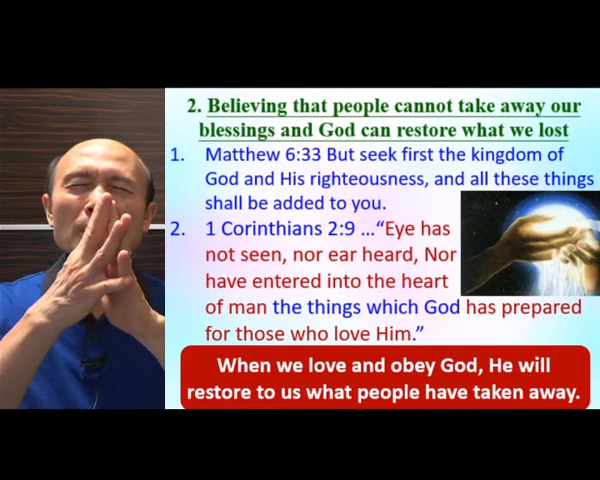 2. Believing that people cannot take away our
blessings and God can restore what we lost
1. Matthew 6:33 But seek first the kingdom of
God and His righteousness, and all these things
shall be added to you.
2. 1 Corinthians 2:9 …“Eye has
not seen, nor ear heard, Nor
have entered into the heart
of man the things which God has prepared
for those who love Him.”
When we love and obey God, He will
restore to us what people have taken away.